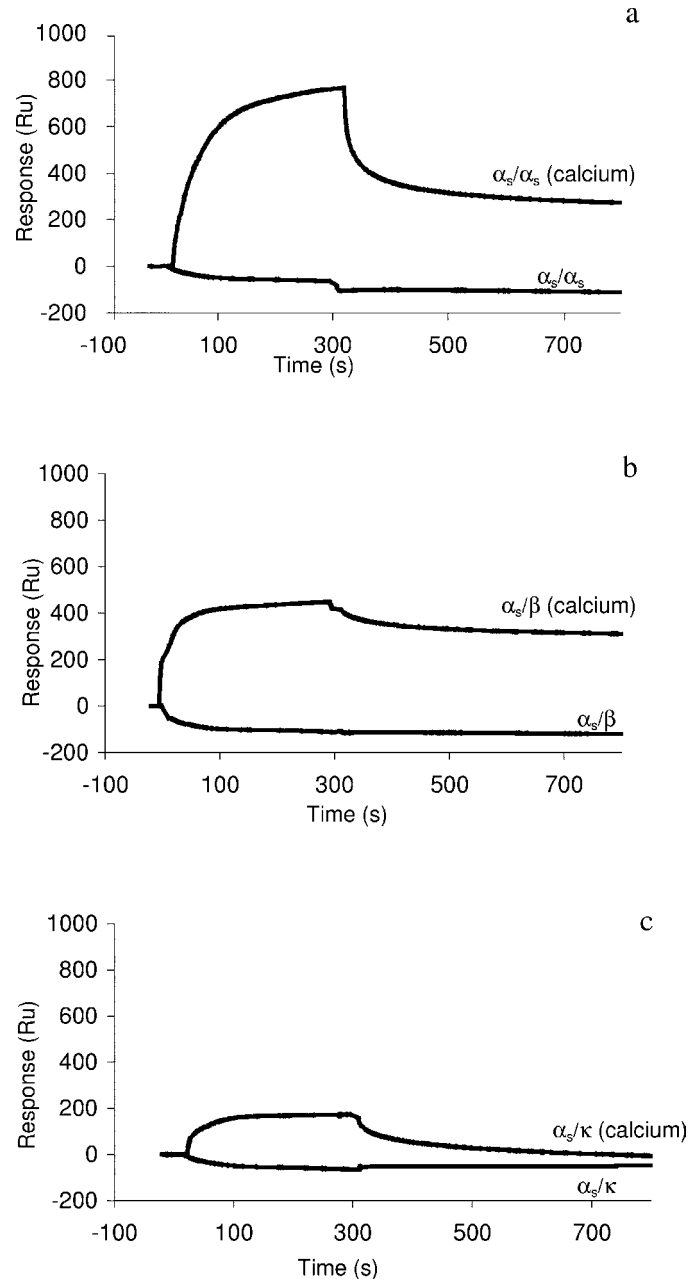 a
1000
800
600
400
200
0
-200
Response (Ru)
αs/αs (calcium)
αs/αs
-100 100 300 500 700
Time (s)
b
1000
800
600
400
200
0
-200
Response (Ru)
αs/β (calcium)
αs/β
-100 100 300 500 700
Time (s)
c
1000
800
600
400
200
0
-200
Response (Ru)
αs/κ (calcium)
αs/κ
-100 100 300 500 700
Time (s)